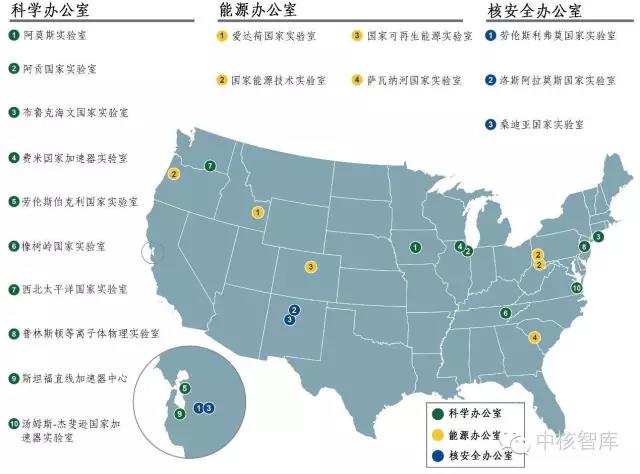 科学办公室
1 阿莫斯实验室
2 阿贡国家实验室
3 布鲁克海文国家实验室
4 费米国家加速器实验室
5 劳伦斯伯克利国家实验室
6 橡树岭国家实验室
7 西北太平洋国家实验室
8 普林斯顿等离子体物理实验室
9 斯坦福直线加速器中心
10 汤姆斯-杰斐逊国家加
速器实验室
能源办公室
1 爱达荷国家实验室
3 国家可再生能源实验室
2 国家能源技术实验室
4 萨瓦纳河国家实验室
核安全办公室
1 劳伦斯利弗莫国家实验室
2 洛斯阿拉莫斯国家实验室
3 桑迪亚国家实验室
2
7
1
3
2
3
1
4
2
6
4
2
2
8
3
10
5
9
1
3
科学办公室
能源办公室
核安全办公室
中核智库